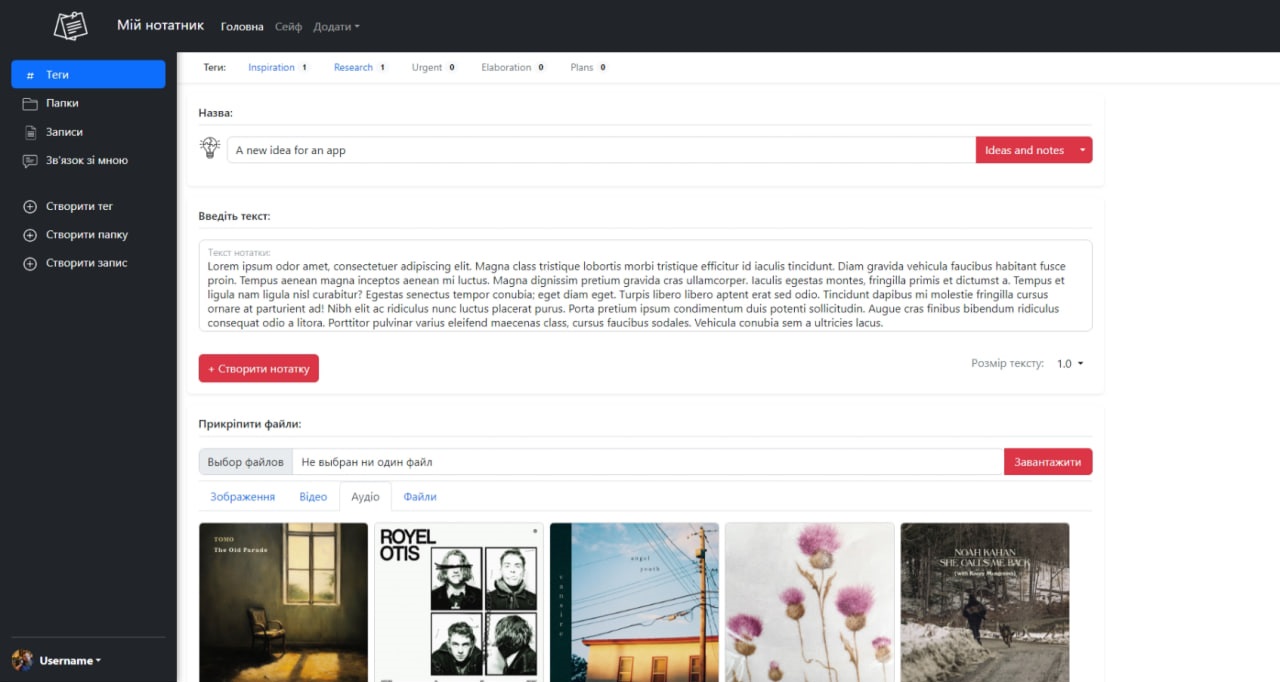 Мій нотатник Головна Сейф Додати
# Теги
Папки
Записи
Зв'язок зі мною
Створити тег
Створити папку
Створити запис
Username
Теги: Inspiration 1 Research 1 Urgent 0 Elaboration 0 Plans 0
Назва:
A new idea for an app Ideas and notes
Введіть текст:
Текст нотатки:
Lorem ipsum odor amet, consectetuer adipiscing elit. Magna class tristique lobortis morbi tristique efficitur id iaculis tincidunt. Diam gravida vehicula faucibus habitant fusce
proin. Tempus aenean magna inceptos aenean mi luctus. Magna dignissim pretium gravida cras ullamcorper. Iaculis egestas montes, fringilla primis et dictumst a. Tempus et
ligula nam ligula nisl curabitur? Egestas senectus tempor conubia; eget diam eget. Turpis libero libero aptent erat sed odio. Tincidunt dapibus mi molestie fringilla cursus
ornare at parturient ad! Nibh elit ac ridiculus nunc luctus placerat purus. Porta pretium ipsum condimentum duis potenti sollicitudin. Augue cras finibus bibendum ridiculus
consequat odio a litora. Porttitor pulvinar varius eleifend maecenas class, cursus faucibus sodales. Vehicula conubia sem a ultricies lacus.
+ Створити нотатку
Розмір тексту: 1.0
Прикріпити файли:
Выбор файлов Не выбран ни один файл Завантажити
Зображення Відео Аудіо Файли
TOMO
The Old Parade
ROYEL
OTIS
angel
youth
sunsire
NOAH KAHAN
SHE CALLS ME BACK
(with Kacey Musgraves)